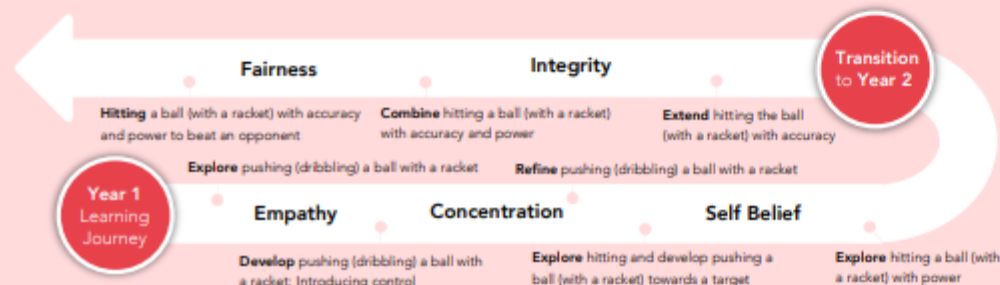 Fairness
Integrity
Transition
to Year 2
Hitting a ball (with a racket) with accuracy
and power to beat an opponent
Combine hitting a ball (with a racket)
with accuracy and power
Extend hitting the ball
(with a racket) with accuracy
Explore pushing (dribbling) a ball with a racket
Refine pushing (dribbling) a ball with a racket
Year 1
Learning
Journey
Empathy
Concentration
Self Belief
Develop pushing (dribbling) a ball with
a racket: Introducing control
Explore hitting and develop pushing a
ball (with a racket) towards a target
Explore hitting a ball (with
a racket) with power